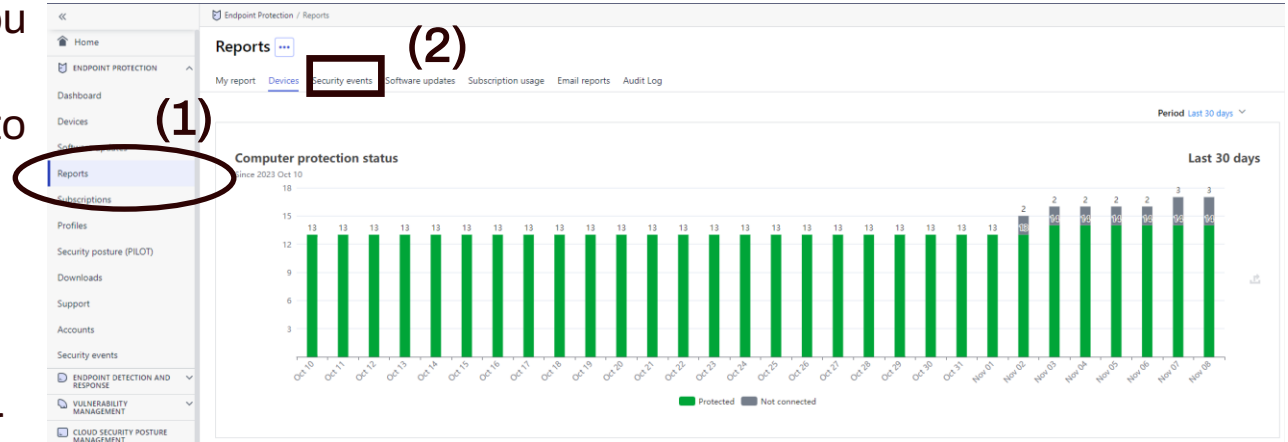 ou
to
.
«
Home
ENDPOINT PROTECTION
Dashboard
Devices
Reports
Subscriptions
Profiles
Security posture (PILOT)
Downloads
Support
Accounts
Security events
ENDPOINT DETECTION AND
RESPONSE
VULNERABILITY
MANAGEMENT
CLOUD SECURITY POSTURE
MANAGEMENT
(1)
Endpoint Protection / Reports
Reports ...
(2)
My report Devices Security events Software updates Subscription usage Email reports Audit Log
Period Last 30 days
Computer protection status Last 30 days
Since 2023 Oct 10
18
15
12
9
6
3
13 13 13 13 13 13 13 13 13 13 13 13 13 13 13 13 13 13 13 13 13 13 13 2 2 2 2 2 3 3
Oct 10 Oct 11 Oct 12 Oct 13 Oct 14 Oct 15 Oct 16 Oct 17 Oct 18 Oct 19 Oct 20 Oct 21 Oct 22 Oct 23 Oct 24 Oct 25 Oct 26 Oct 27 Oct 28 Oct 29 Oct 30 Oct 31 Nov 01 Nov 02 Nov 03 Nov 04 Nov 05 Nov 06 Nov 07 Nov 08
Protected Not connected